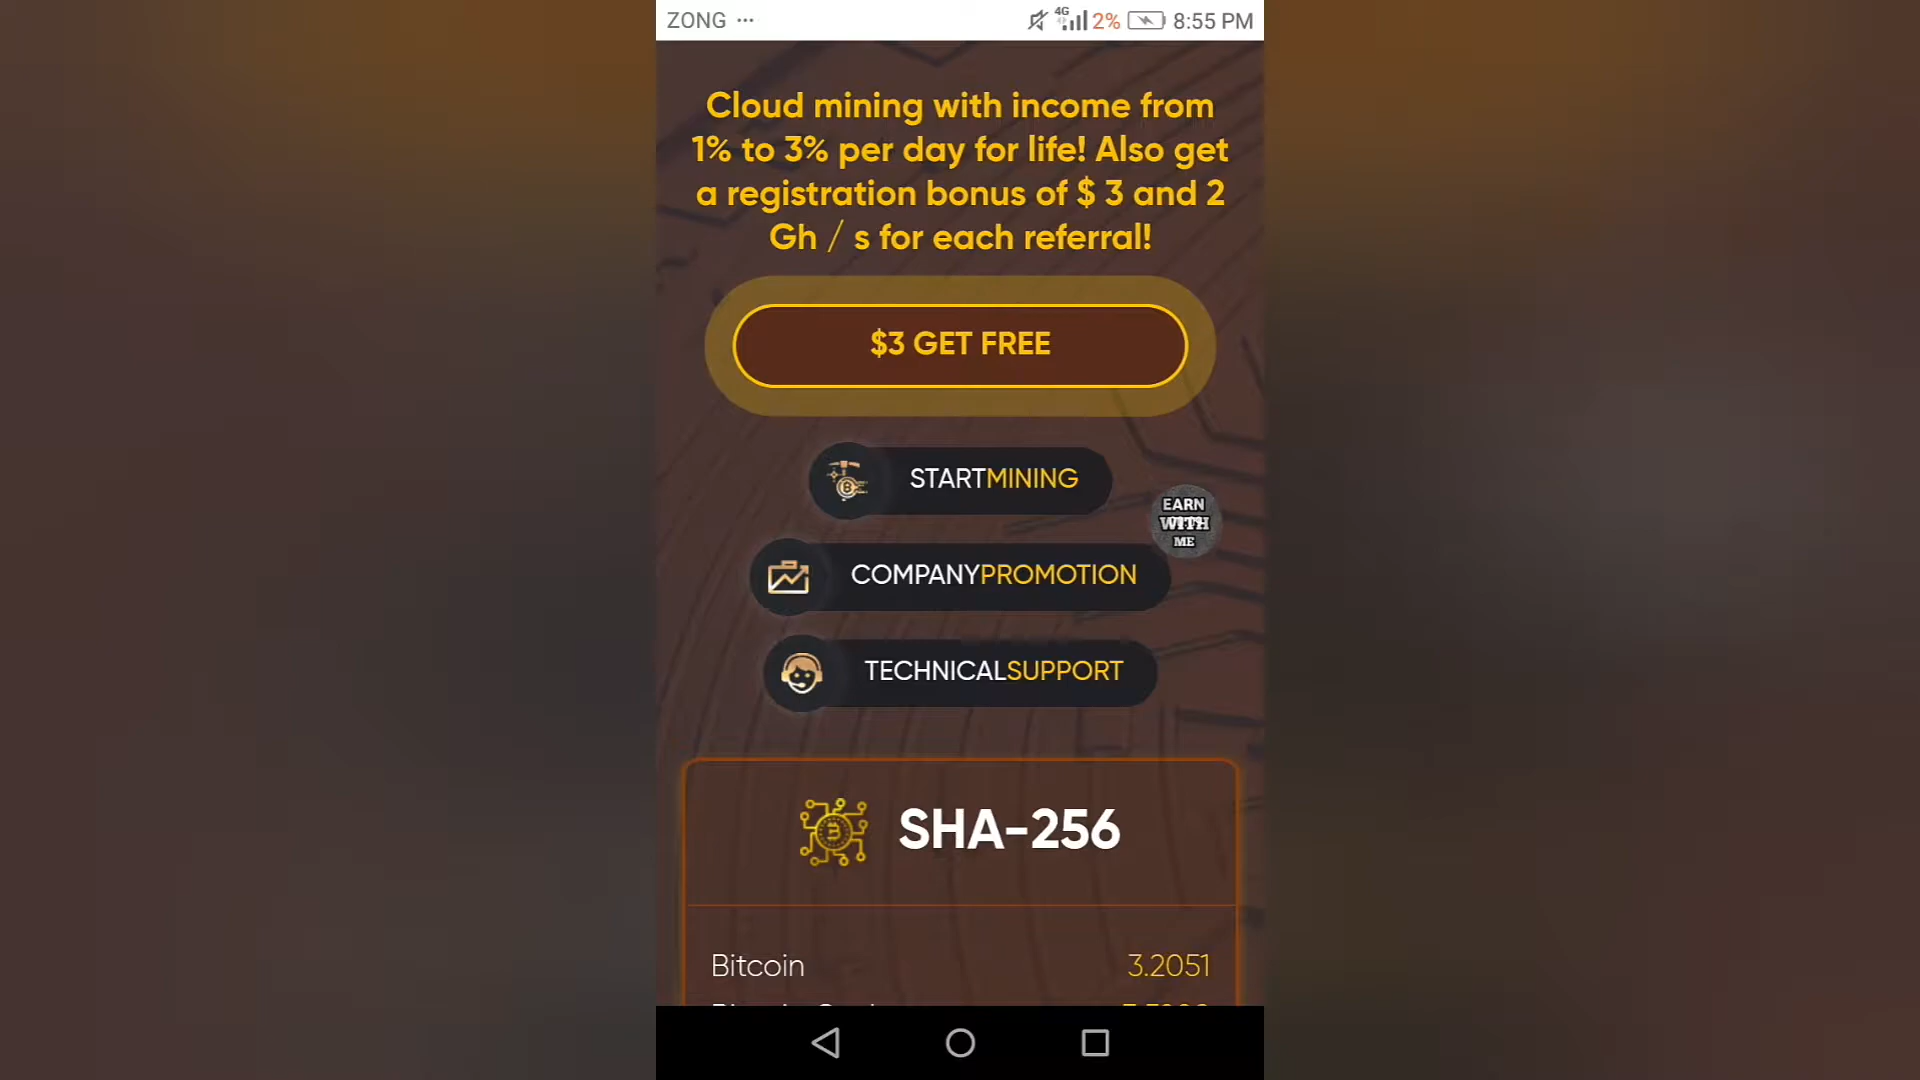 ZONG ...
4G 2% 8:55 PM
Cloud mining with income from
1% to 3% per day for life! Also get
a registration bonus of $ 3 and 2
Gh / s for each referral!
$3 GET FREE
STARTMINING
EARN
WITH
ME
COMPANYPROMOTION
TECHNICALSUPPORT
SHA-256
Bitcoin 3.2051